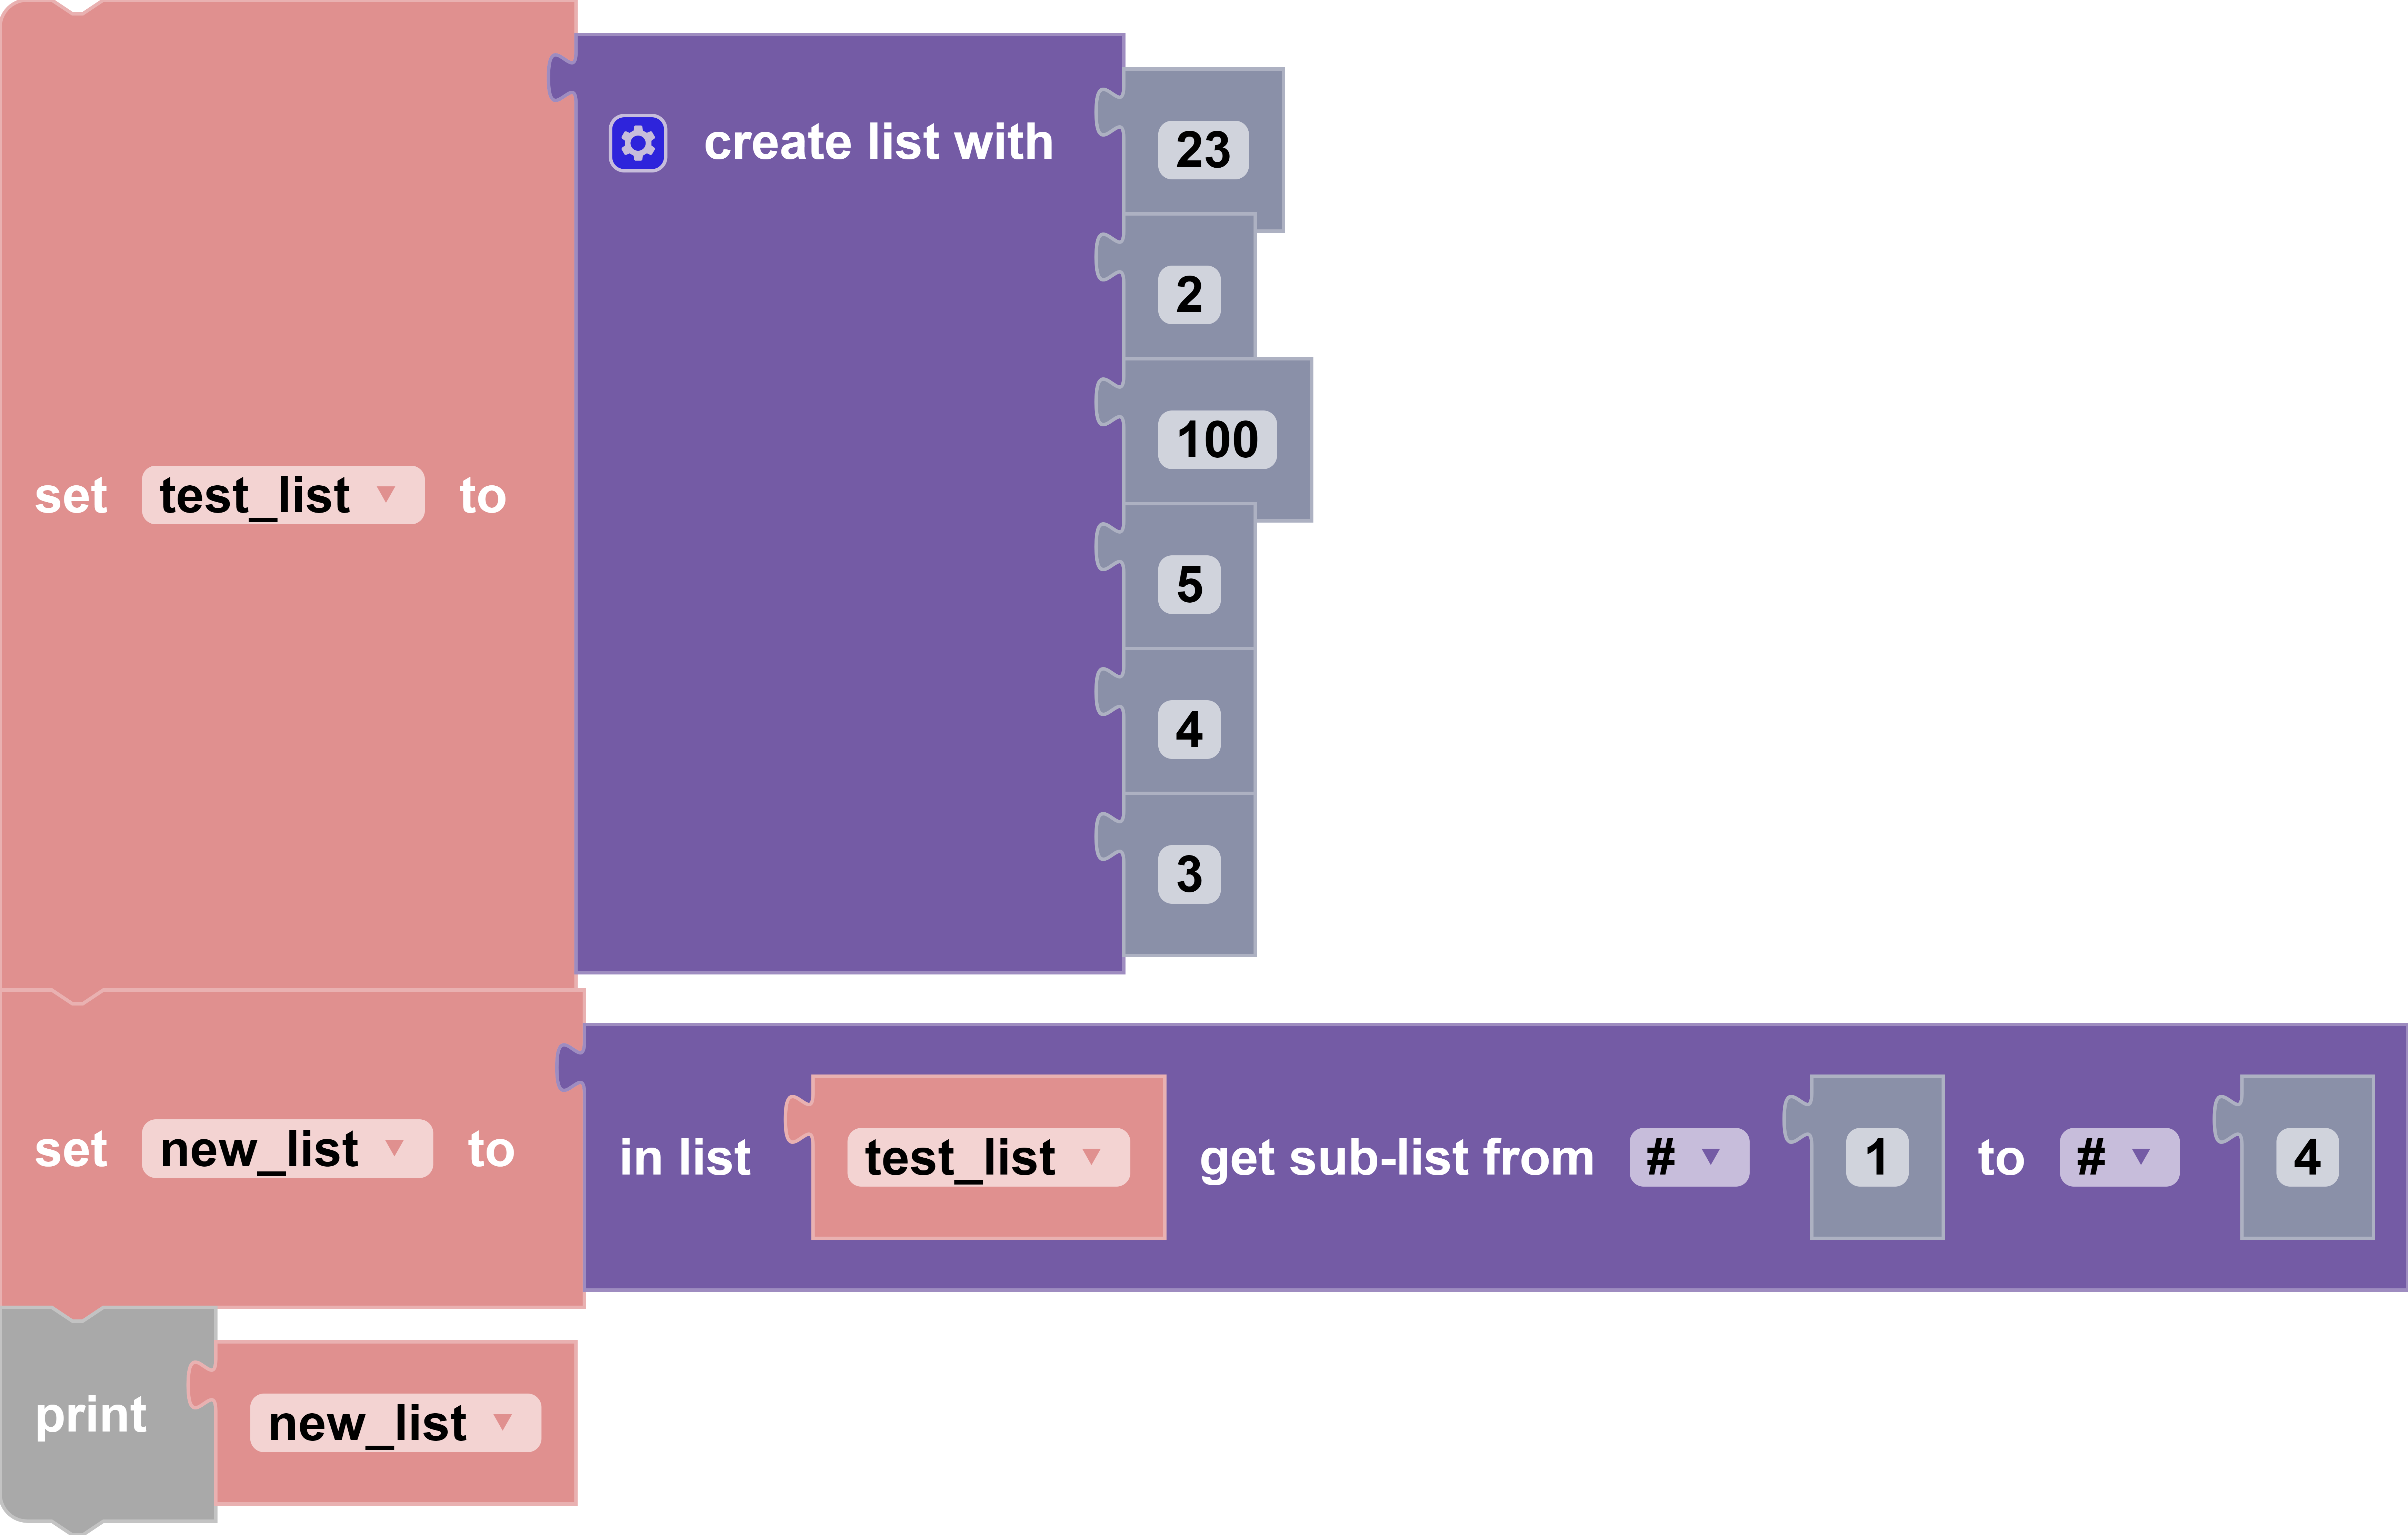 create list with 23
2
100
set test_list to
5
4
3
set new_list to in list test_list get sub-list from # 1 to # 4
print new_list